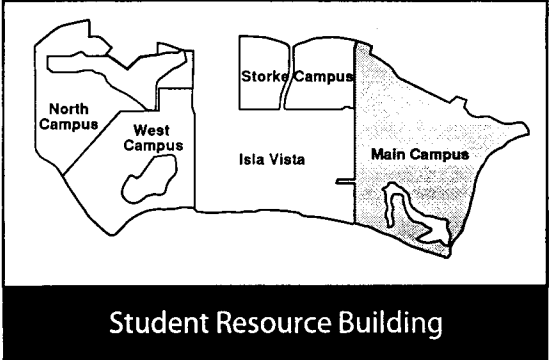 Storke Campus
North
Campus
West
Campus
Isla Vista
Main Campus
Student Resource Building